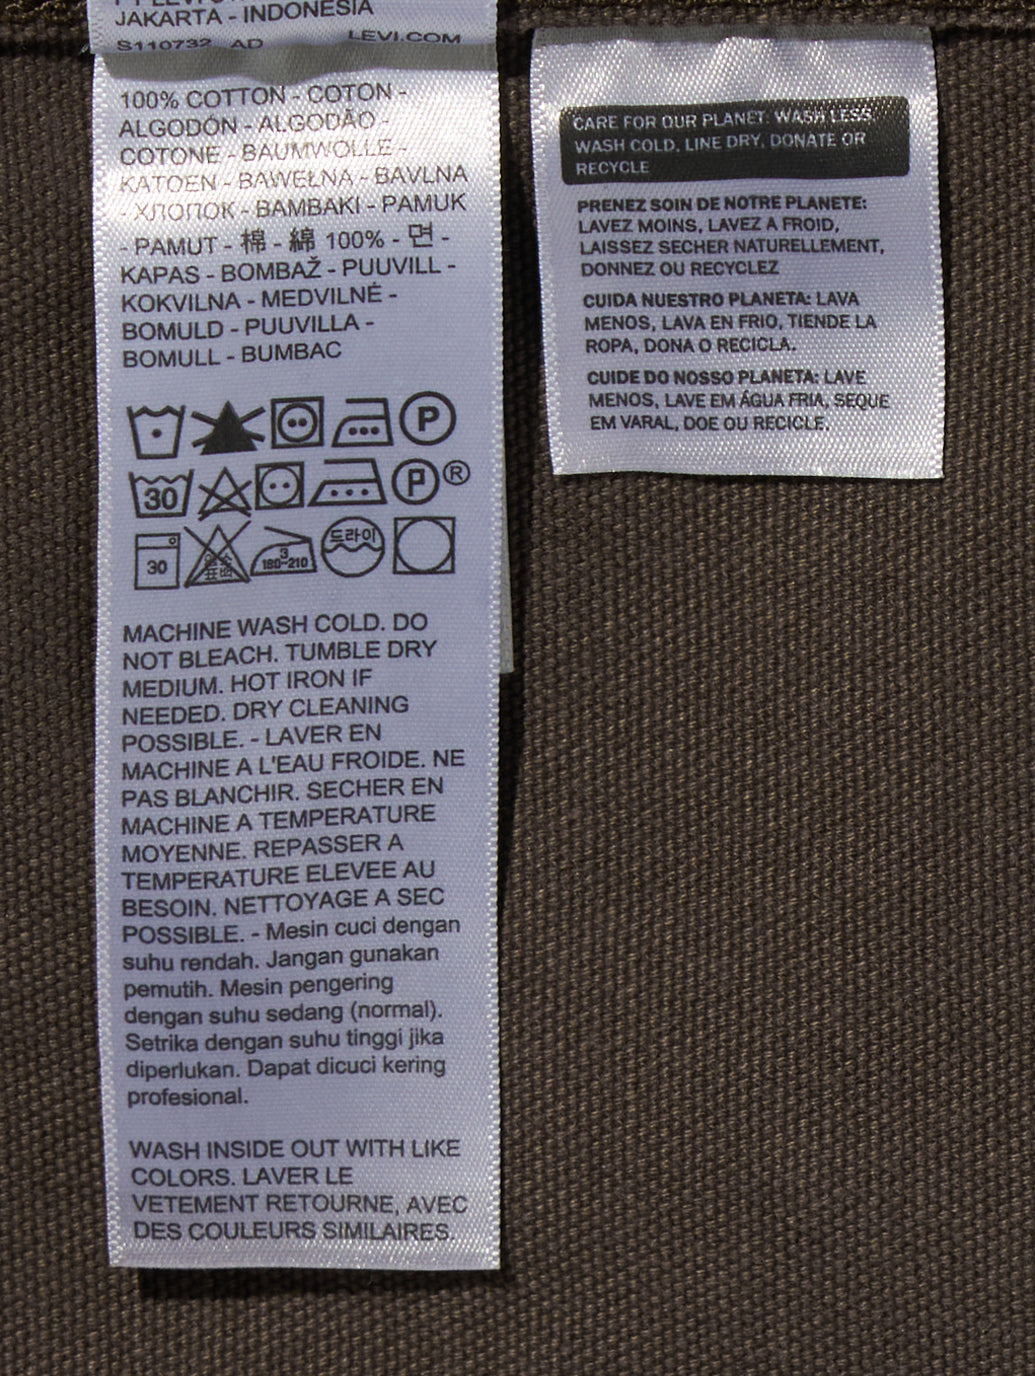 JAKARTA - INDONESIA
S110732 AD LEVI.COM
100% COTTON - COTON -
ALGODÓN - ALGODÃO -
COTONE - BAUMWOLLE -
KATOEN - BAWEŁNA - BAVLNA
- ХЛОПОК - BAMBAKI - PAMUK
- PAMUT - 棉 - 綿 100% - 면 -
KAPAS - BOMBAŽ - PUUVILL -
KOKVILNA - MEDVILNĖ -
BOMULD - PUUVILLA -
BOMULL - BUMBAC
P
30 P ®
30 3 180~210 드라이
MACHINE WASH COLD. DO
NOT BLEACH. TUMBLE DRY
MEDIUM. HOT IRON IF
NEEDED. DRY CLEANING
POSSIBLE. - LAVER EN
MACHINE A L'EAU FROIDE. NE
PAS BLANCHIR. SECHER EN
MACHINE A TEMPERATURE
MOYENNE. REPASSER A
TEMPERATURE ELEVEE AU
BESOIN. NETTOYAGE A SEC
POSSIBLE. - Mesin cuci dengan
suhu rendah. Jangan gunakan
pemutih. Mesin pengering
dengan suhu sedang (normal).
Setrika dengan suhu tinggi jika
diperlukan. Dapat dicuci kering
profesional.
WASH INSIDE OUT WITH LIKE
COLORS. LAVER LE
VETEMENT RETOURNE, AVEC
DES COULEURS SIMILAIRES.
CARE FOR OUR PLANET: WASH LESS,
WASH COLD, LINE DRY, DONATE OR
RECYCLE
PRENEZ SOIN DE NOTRE PLANETE:
LAVEZ MOINS, LAVEZ A FROID,
LAISSEZ SECHER NATURELLEMENT,
DONNEZ OU RECYCLEZ
CUIDA NUESTRO PLANETA: LAVA
MENOS, LAVA EN FRIO, TIENDE LA
ROPA, DONA O RECICLA.
CUIDE DO NOSSO PLANETA: LAVE
MENOS, LAVE EM ÁGUA FRIA, SEQUE
EM VARAL, DOE OU RECICLE.